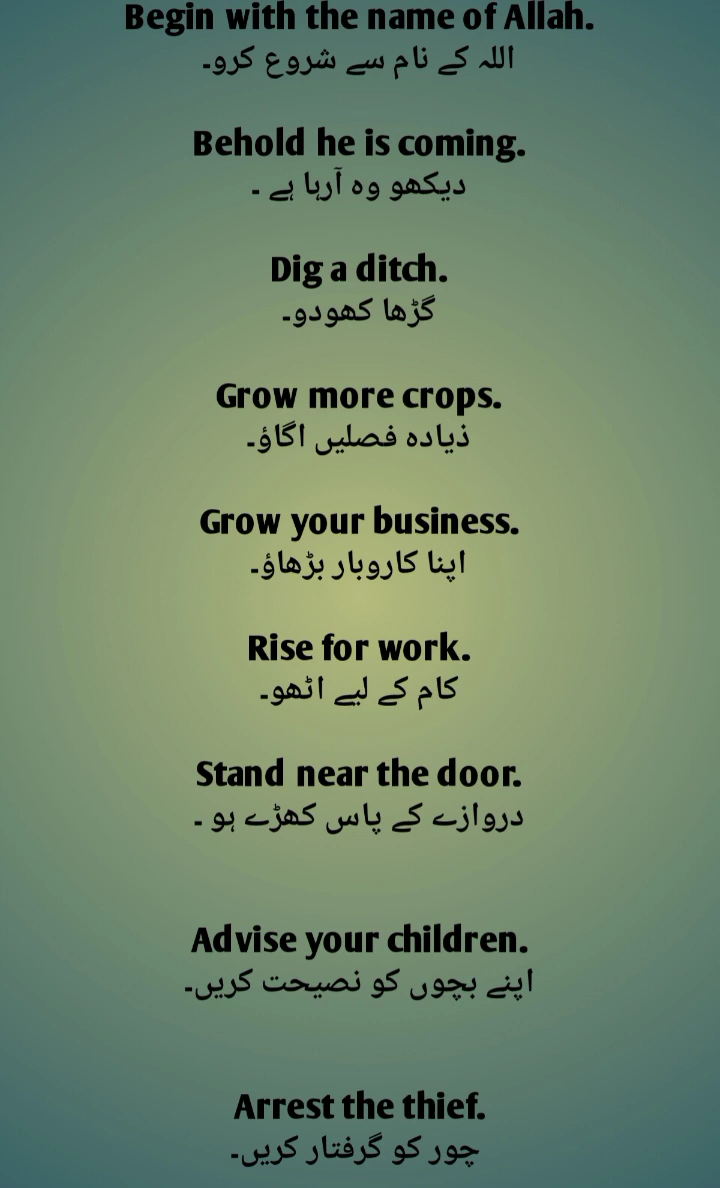 Begin with the name of Allah.
اللہ کے نام سے شروع کرو۔
Behold he is coming.
دیکھو وہ آرہا ہے ۔
Dig a ditch.
گڑھا کھودو۔
Grow more crops.
ذیادہ فصلیں اگاؤ۔
Grow your business.
اپنا کاروبار بڑھاؤ۔
Rise for work.
کام کے لیے اٹھو۔
Stand near the door.
دروازے کے پاس کھڑے ہو ۔
Advise your children.
اپنے بچوں کو نصیحت کریں۔
Arrest the thief.
چور کو گرفتار کریں۔